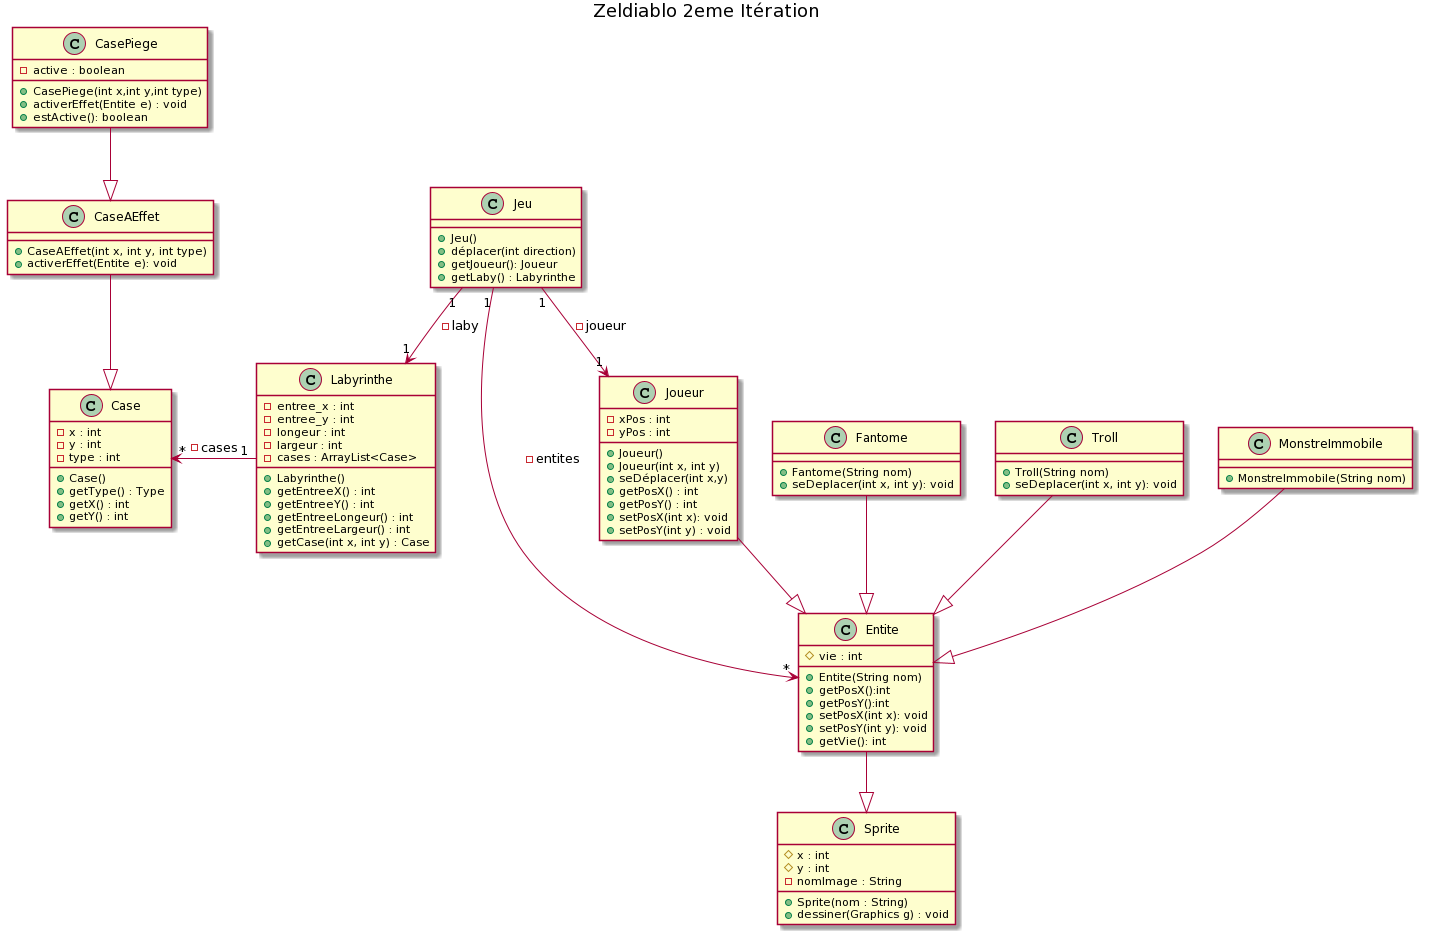 Zeldiablo 2eme Itération
C CasePiege
active : boolean
CasePiege(int x,int y,int type)
activerEffet(Entite e) : void
estActive(): boolean
C CaseAEffet
CaseAEffet(int x, int y, int type)
activerEffet(Entite e): void
C Jeu
Jeu()
déplacer(int direction)
getJoueur(): Joueur
getLaby() : Labyrinthe
1
1
1
laby
joueur
1
1
C Case
x : int
y : int
type : int
Case()
getType() : Type
getX() : int
getY() : int
* cases 1
C Labyrinthe
entree_x : int
entree_y : int
longeur : int
largeur : int
cases : ArrayList<Case>
Labyrinthe()
getEntreeX() : int
getEntreeY() : int
getEntreeLongeur() : int
getEntreeLargeur() : int
getCase(int x, int y) : Case
entites
*
C Joueur
xPos : int
yPos : int
Joueur()
Joueur(int x, int y)
seDéplacer(int x,y)
getPosX() : int
getPosY() : int
setPosX(int x): void
setPosY(int y) : void
C Fantome
Fantome(String nom)
seDeplacer(int x, int y): void
C Troll
Troll(String nom)
seDeplacer(int x, int y): void
C MonstreImmobile
MonstreImmobile(String nom)
C Entite
vie : int
Entite(String nom)
getPosX():int
getPosY():int
setPosX(int x): void
setPosY(int y): void
getVie(): int
C Sprite
x : int
y : int
nomImage : String
Sprite(nom : String)
dessiner(Graphics g) : void